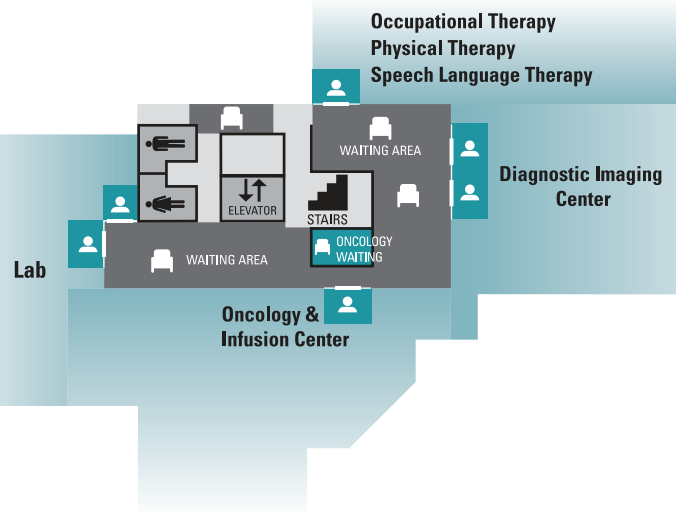 Occupational Therapy
Physical Therapy
Speech Language Therapy
WAITING AREA
Diagnostic Imaging
Center
ELEVATOR
STAIRS
ONCOLOGY
WAITING
WAITING AREA
Lab
Oncology &
Infusion Center